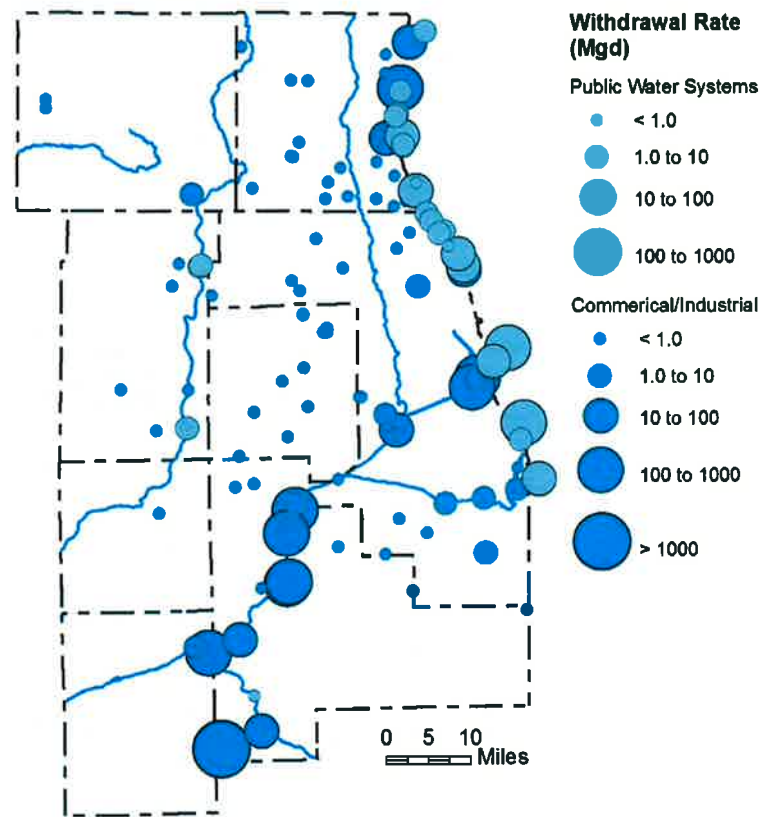 Withdrawal Rate
(Mgd)
Public Water Systems
< 1.0
1.0 to 10
10 to 100
100 to 1000
Commerical/Industrial
< 1.0
1.0 to 10
10 to 100
100 to 1000
> 1000
0 5 10
Miles